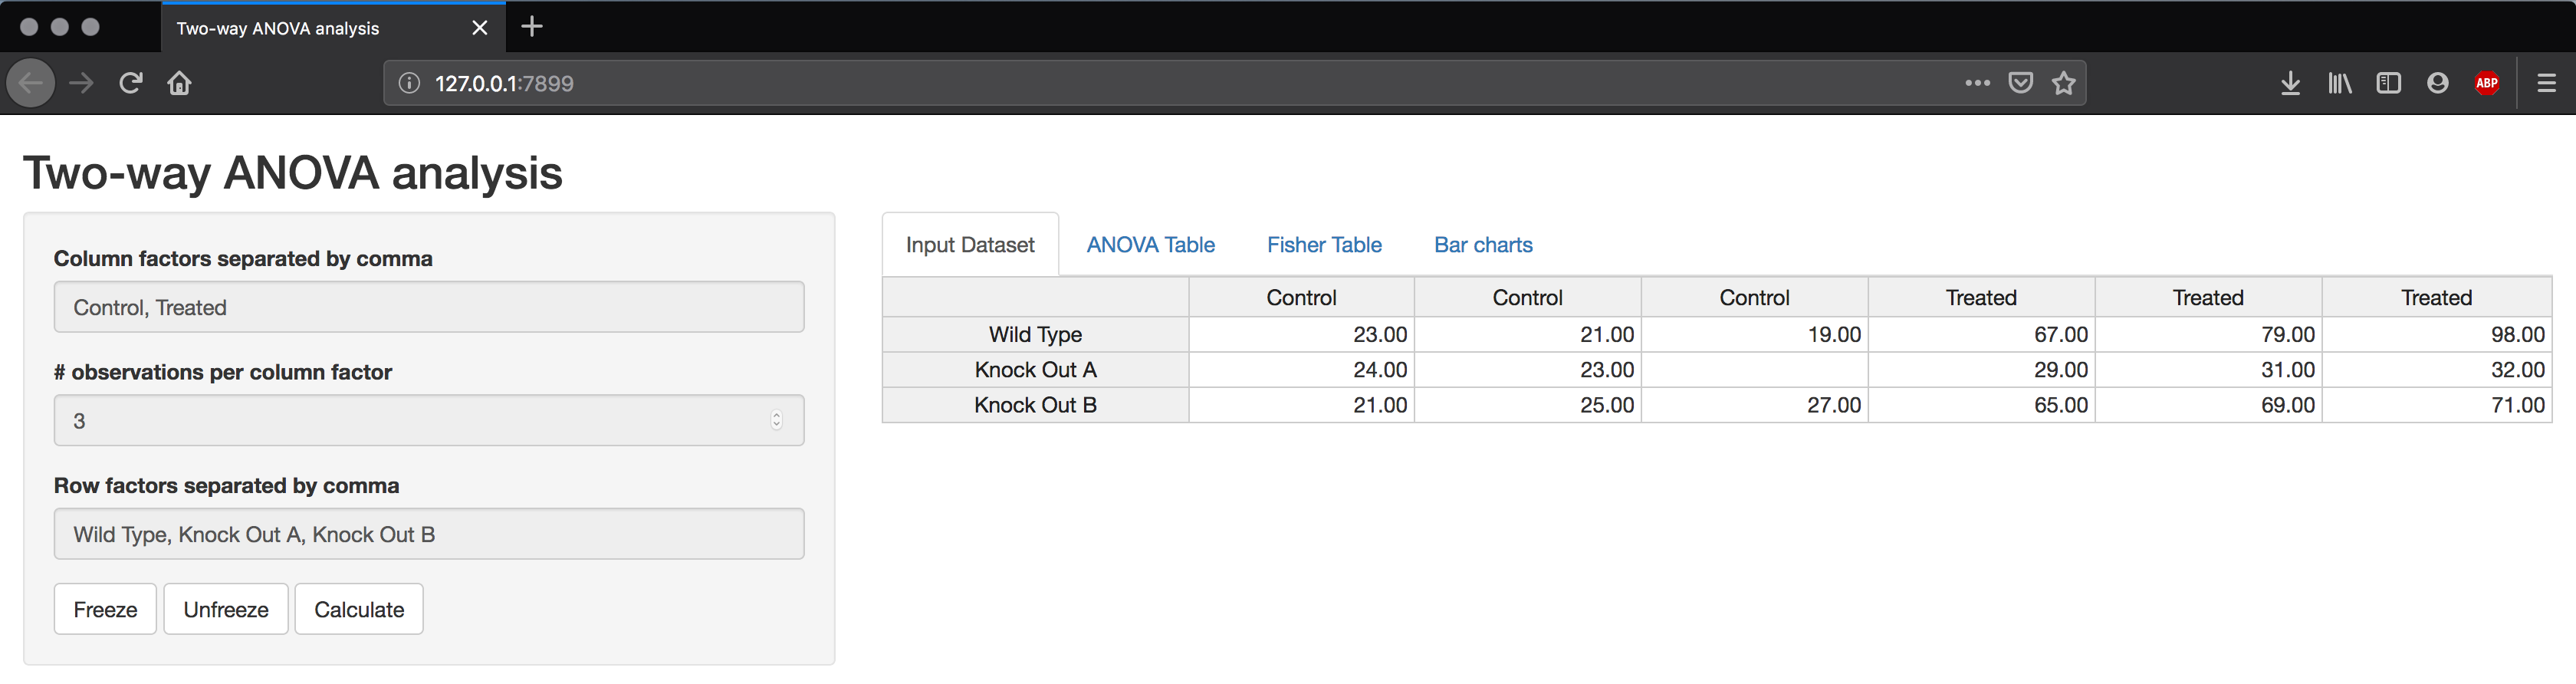 Two-way ANOVA analysis
127.0.0.1:7899
ABP
Two-way ANOVA analysis
Column factors separated by comma
Control, Treated
# observations per column factor
3
Row factors separated by comma
Wild Type, Knock Out A, Knock Out B
Freeze Unfreeze Calculate
Input Dataset ANOVA Table Fisher Table Bar charts
Control Control Control Treated Treated Treated
Wild Type 23.00 21.00 19.00 67.00 79.00 98.00
Knock Out A 24.00 23.00 29.00 31.00 32.00
Knock Out B 21.00 25.00 27.00 65.00 69.00 71.00